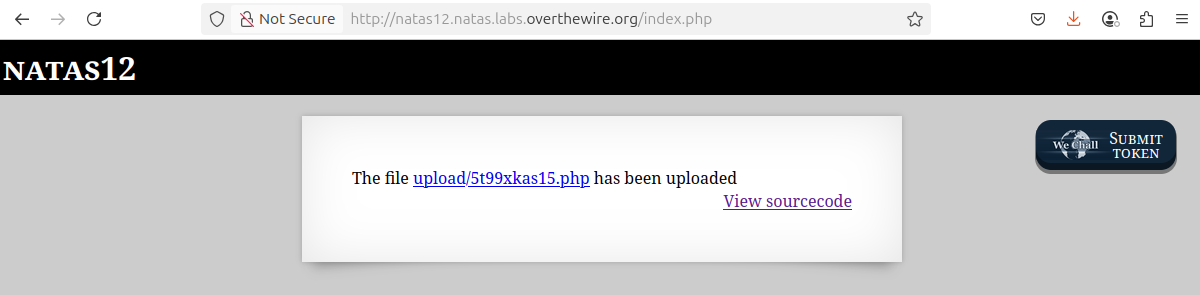 Not Secure http://natas12.natas.labs.overthewire.org/index.php
NATAS12
We Chall SUBMIT TOKEN
The file upload/5t99xkas15.php has been uploaded
View sourcecode